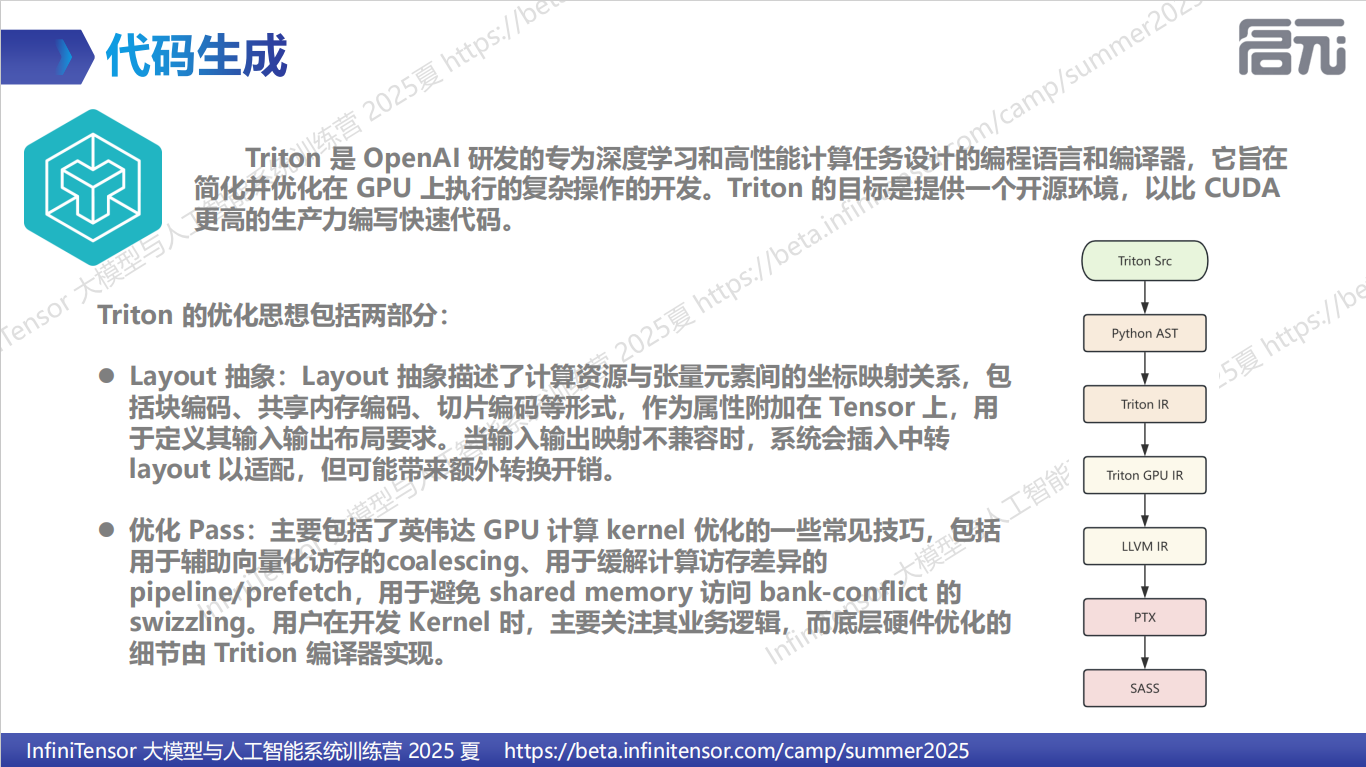 代码生成
启元
Triton 是 OpenAI 研发的专为深度学习和高性能计算任务设计的编程语言和编译器，它旨在
简化并优化在 GPU 上执行的复杂操作的开发。Triton 的目标是提供一个开源环境，以比 CUDA
更高的生产力编写快速代码。
Triton 的优化思想包括两部分：
● Layout 抽象：Layout 抽象描述了计算资源与张量元素间的坐标映射关系，包
括块编码、共享内存编码、切片编码等形式，作为属性附加在 Tensor 上，用
于定义其输入输出布局要求。当输入输出映射不兼容时，系统会插入中转
layout 以适配，但可能带来额外转换开销。
● 优化 Pass：主要包括了英伟达 GPU 计算 kernel 优化的一些常见技巧，包括
用于辅助向量化访存的coalescing、用于缓解计算访存差异的
pipeline/prefetch，用于避免 shared memory 访问 bank-conflict 的
swizzling。用户在开发 Kernel 时，主要关注其业务逻辑，而底层硬件优化的
细节由 Trition 编译器实现。
Triton Src
Python AST
Triton IR
Triton GPU IR
LLVM IR
PTX
SASS
InfiniTensor 大模型与人工智能系统训练营 2025 夏 https://beta.infinitensor.com/camp/summer2025